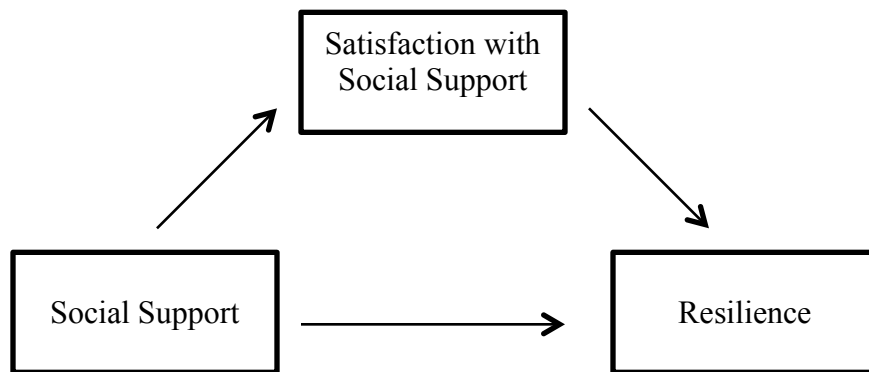 Satisfaction with
Social Support
Social Support
Resilience